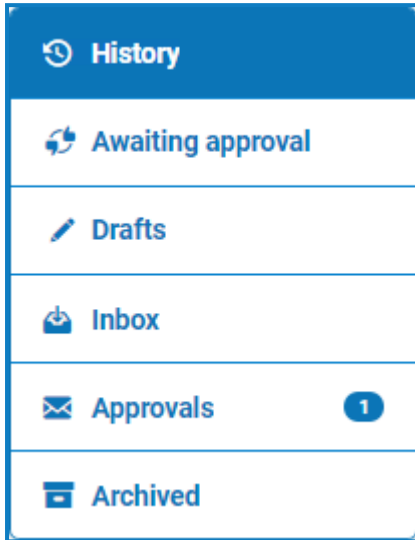 History
Awaiting approval
Drafts
Inbox
Approvals 1
Archived